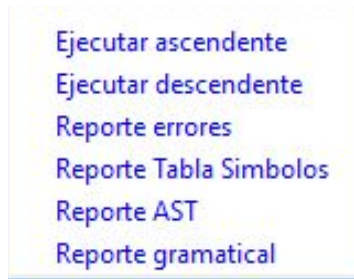 Ejecutar ascendente
Ejecutar descendente
Reporte errores
Reporte Tabla Simbolos
Reporte AST
Reporte gramatical